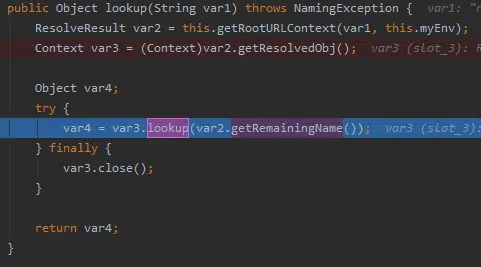 public Object lookup(String var1) throws NamingException {  var1: "r
ResolveResult var2 = this.getRootURLContext(var1, this.myEnv);
Context var3 = (Context)var2.getResolvedObj();  var3 (slot_3): R
Object var4;
try {
var4 = var3.lookup(var2.getRemainingName());  var3 (slot_3):
} finally {
var3.close();
}
return var4;
}